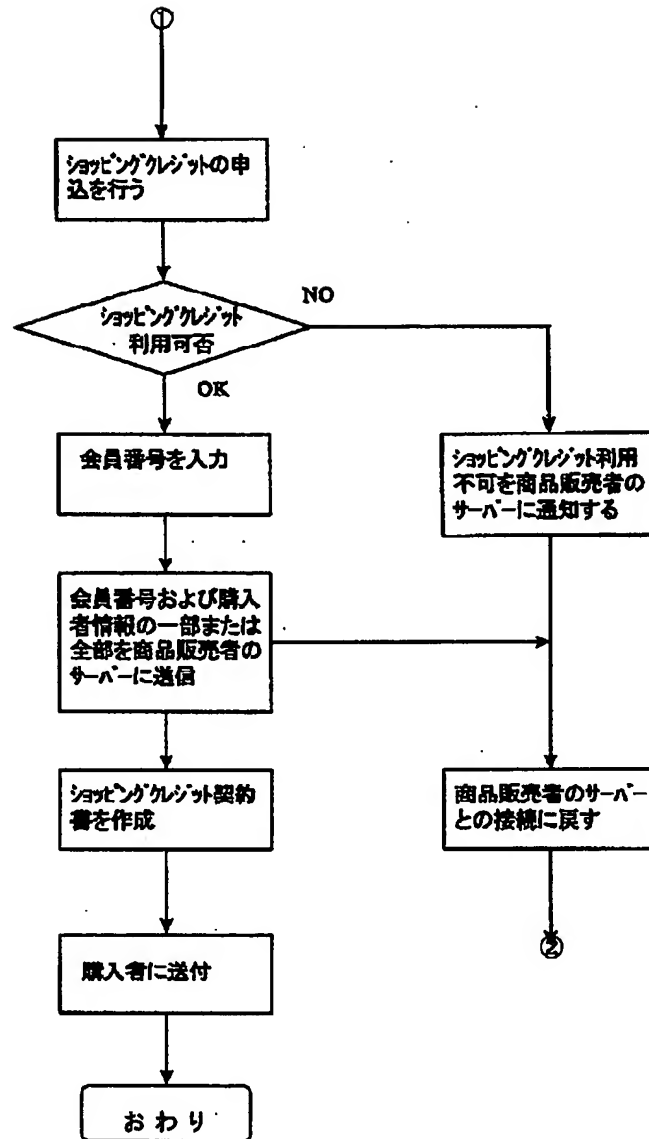 ①
ショッピングクレジットの申
込を行う
ショッピングクレジット
利用可否
NO
OK
会員番号を入力
ショッピングクレジット利用
不可を商品販売者の
サーバーに通知する
会員番号および購入
者情報の一部または
全部を商品販売者の
サーバーに送信
ショッピングクレジット契約
書を作成
商品販売者のサーバー
との接続に戻す
購入者に送付
②
おわり